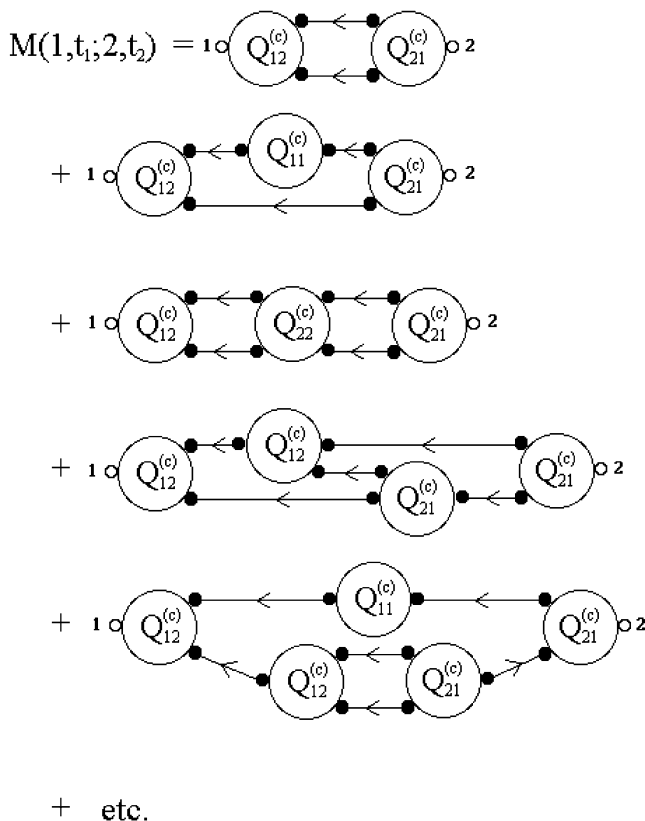 M(1,t₁;2,t₂) = 1 Q₁₂⁽ᶜ⁾ Q₂₁⁽ᶜ⁾ 2
+ 1 Q₁₂⁽ᶜ⁾ Q₁₁⁽ᶜ⁾ Q₂₁⁽ᶜ⁾ 2
+ 1 Q₁₂⁽ᶜ⁾ Q₂₂⁽ᶜ⁾ Q₂₁⁽ᶜ⁾ 2
+ 1 Q₁₂⁽ᶜ⁾ Q₁₂⁽ᶜ⁾ Q₂₁⁽ᶜ⁾ Q₂₁⁽ᶜ⁾ 2
+ 1 Q₁₂⁽ᶜ⁾ Q₁₁⁽ᶜ⁾ Q₂₁⁽ᶜ⁾ 2
Q₁₂⁽ᶜ⁾ Q₂₁⁽ᶜ⁾
+ etc.